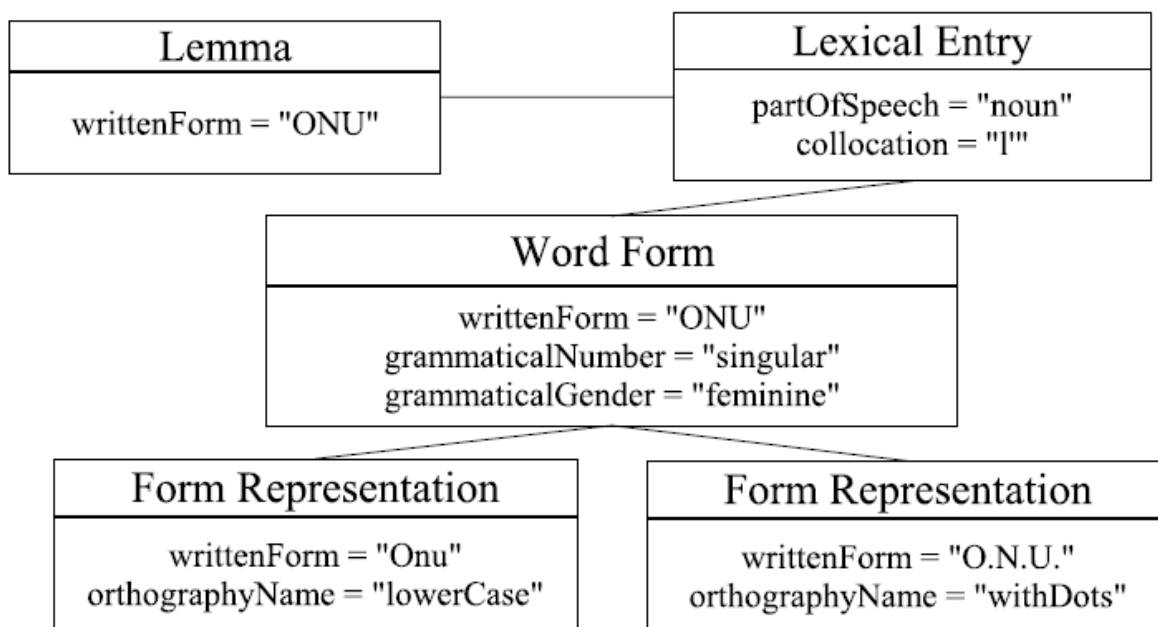 Lemma
writtenForm = "ONU"
Lexical Entry
partOfSpeech = "noun"
collocation = "l'"
Word Form
writtenForm = "ONU"
grammaticalNumber = "singular"
grammaticalGender = "feminine"
Form Representation
writtenForm = "Onu"
orthographyName = "lowerCase"
Form Representation
writtenForm = "O.N.U."
orthographyName = "withDots"